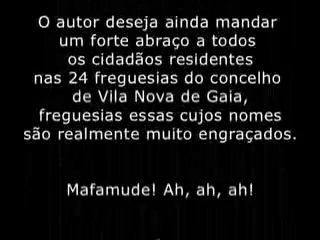 O autor deseja ainda mandar
um forte abraço a todos
os cidadãos residentes
nas 24 freguesias do concelho
de Vila Nova de Gaia,
freguesias essas cujos nomes
são realmente muito engraçados.
Mafamude! Ah, ah, ah!